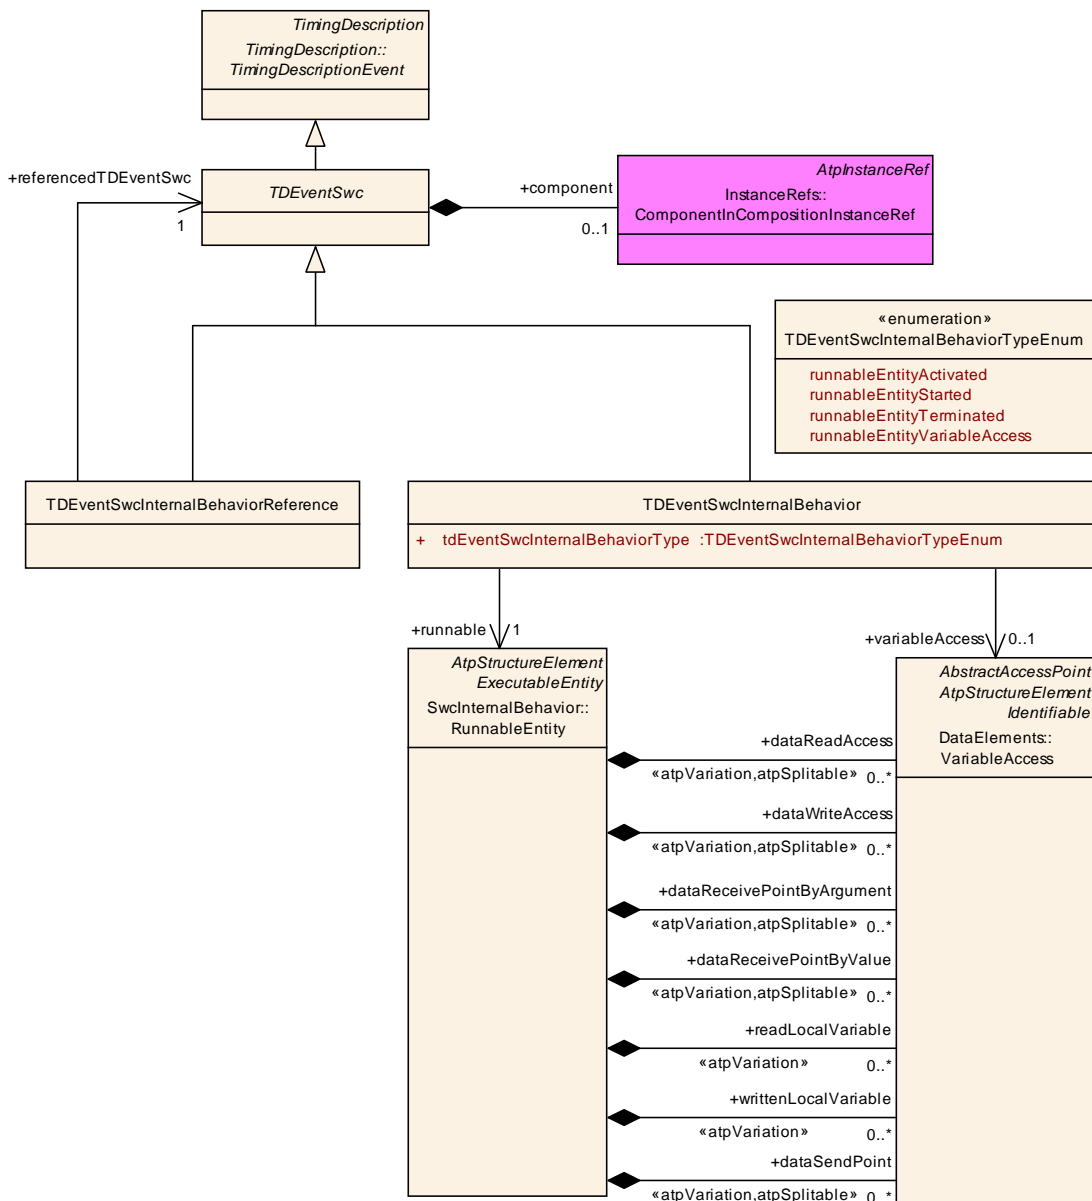 TimingDescription
TimingDescription::
TimingDescriptionEvent
+referencedTDEventSwc
1
TDEventSwc
+component
0..1
AtpInstanceRef
InstanceRefs::
ComponentInCompositionInstanceRef
«enumeration»
TDEventSwcInternalBehaviorTypeEnum
runnableEntityActivated
runnableEntityStarted
runnableEntityTerminated
runnableEntityVariableAccess
TDEventSwcInternalBehaviorReference
TDEventSwcInternalBehavior
+ tdEventSwcInternalBehaviorType :TDEventSwcInternalBehaviorTypeEnum
+runnable 1
+variableAccess 0..1
AtpStructureElement
ExecutableEntity
SwcInternalBehavior::
RunnableEntity
AbstractAccessPoint
AtpStructureElement
Identifiable
DataElements::
VariableAccess
+dataReadAccess
«atpVariation,atpSplitable» 0..*
+dataWriteAccess
«atpVariation,atpSplitable» 0..*
+dataReceivePointByArgument
«atpVariation,atpSplitable» 0..*
+dataReceivePointByValue
«atpVariation,atpSplitable» 0..*
+readLocalVariable
«atpVariation» 0..*
+writtenLocalVariable
«atpVariation» 0..*
+dataSendPoint
«atpVariation,atpSplitable» 0..*